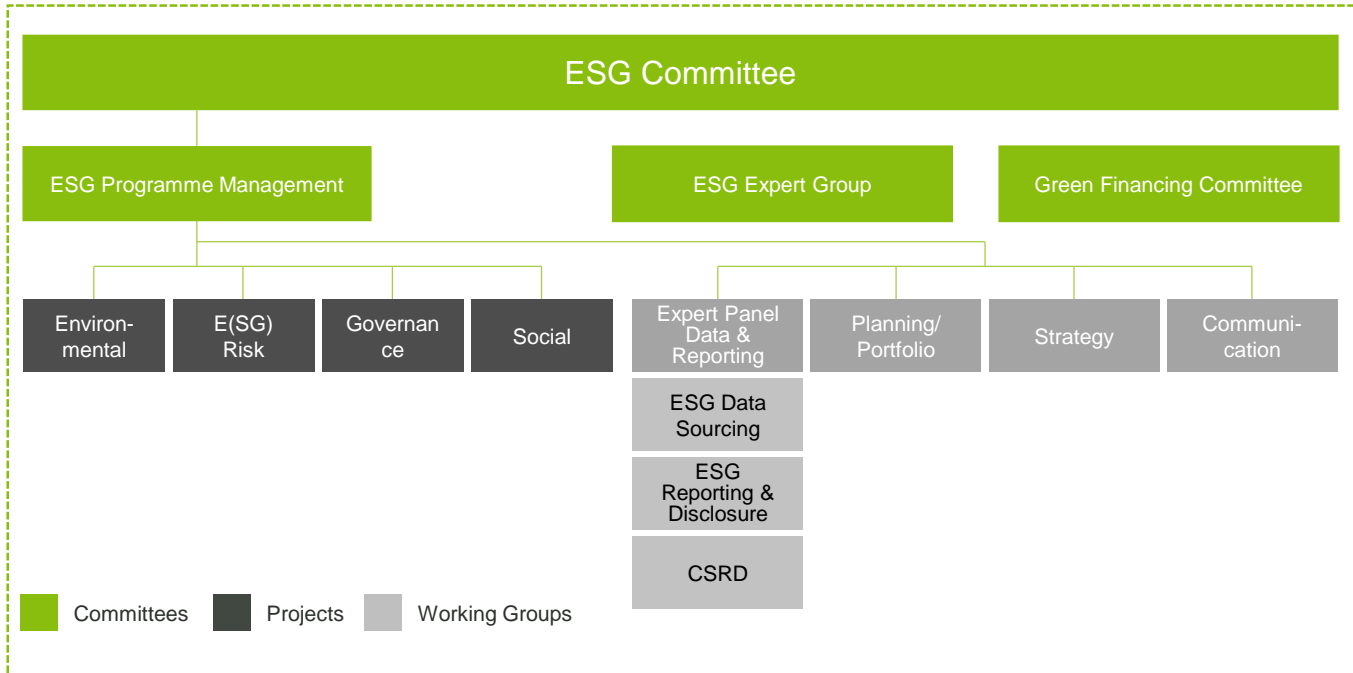 ESG Committee
ESG Programme Management
ESG Expert Group
Green Financing Committee
Environ-
mental
E(SG)
Risk
Governan
ce
Social
Expert Panel
Data &
Reporting
Planning/
Portfolio
Strategy
Communi-
cation
ESG Data
Sourcing
ESG
Reporting &
Disclosure
CSRD
Committees
Projects
Working Groups